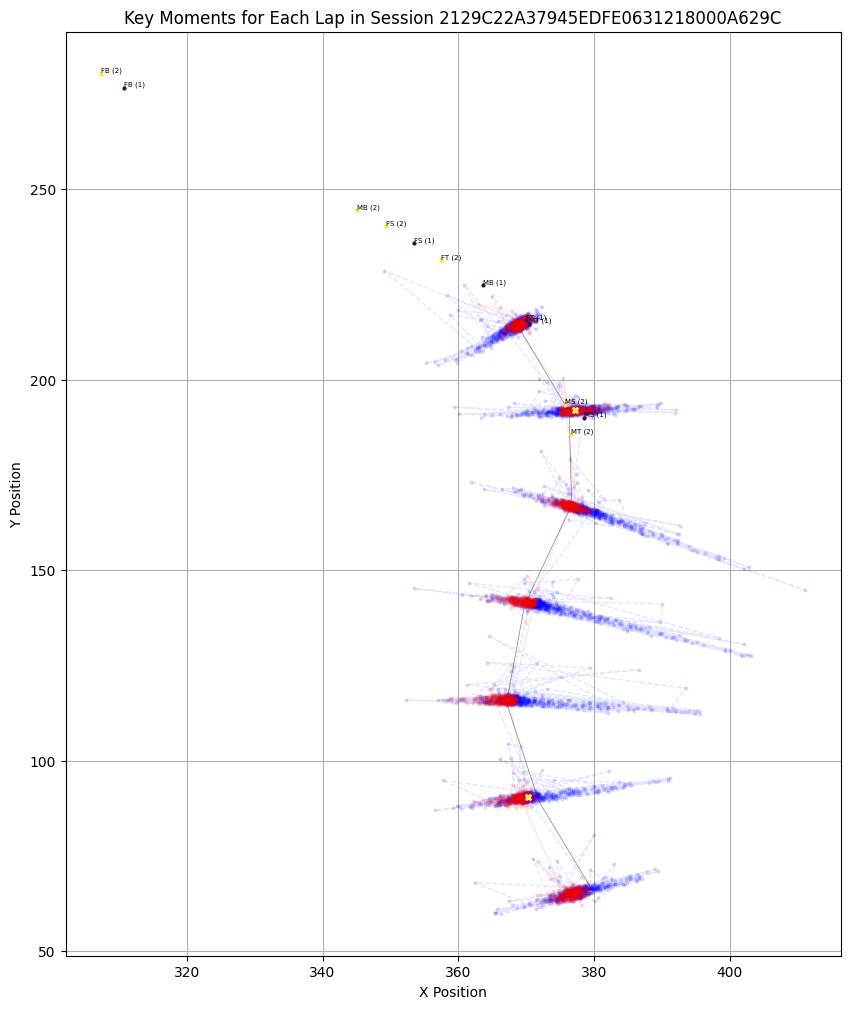 Key Moments for Each Lap in Session 2129C22A37945EDFE0631218000A629C
FB (2)
FB (1)
250
MB (2)
FS (2)
FS (1)
FT (2)
MB (1)
200
MS (2)
MT (2)
150
100
50
320
340
360
380
400
Y Position
X Position